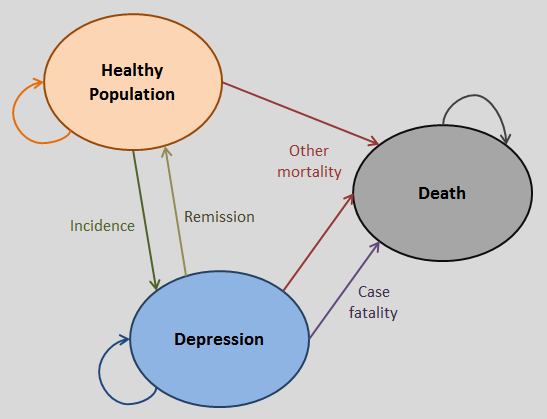 Healthy
Population
Other
mortality
Death
Incidence
Remission
Case
fatality
Depression